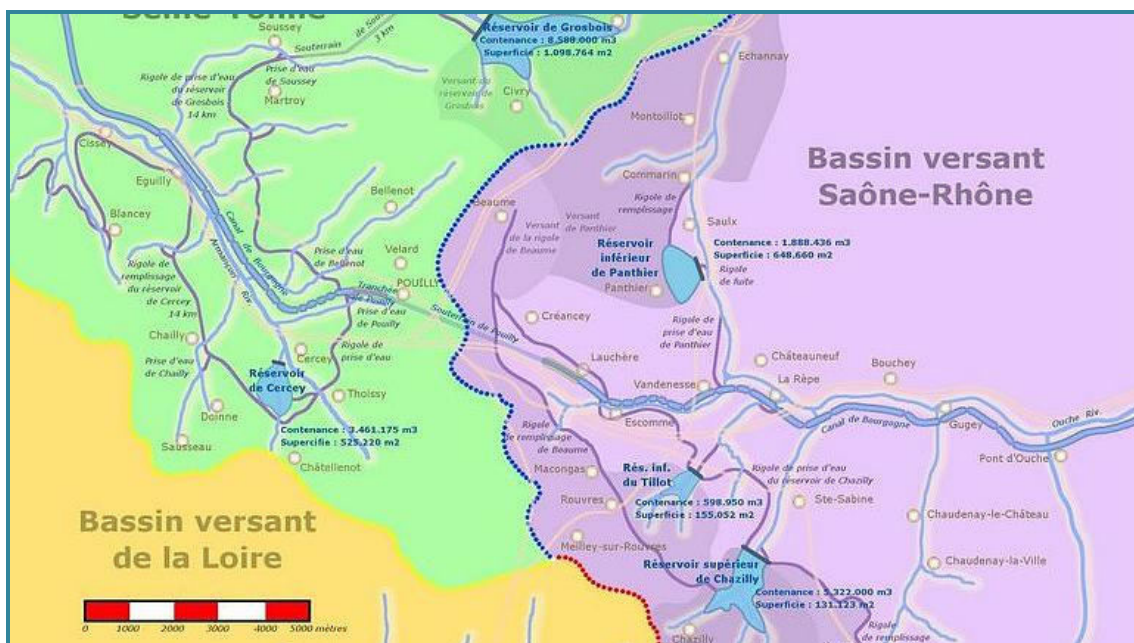 Seine-Yonne
Soussey
Souterrain de Soussey
3 km
Réservoir de Grosbois
Contenance : 8.588.000 m3
Superficie : 1.098.764 m2
Echannay
Rigole de prise d'eau
du réservoir
de Grosbois
14 km
Prise d'eau
de Soussey
Martroy
Versant du
réservoir de
Grosbois
Civry
Montoillot
Cissey
Bassin versant
Saône-Rhône
Eguilly
Commarin
Bellenot
Beaume
Rigole de
remplissage
Blancey
Canal de Bourgogne
Armançon Riv.
Versant
de la rigole
de Beaume
Versant
de Panthier
Saulx
Réservoir
inférieur
de Panthier
Contenance : 1.888.436 m3
Superficie : 648.660 m2
Rigole de
remplissage
du réservoir
de Cercey
14 km
Prise d'eau
de Bellenot
Velard
Rigole
de fuite
Tranchée
de Pouilly
POUILLY
Panthier
Prise d'eau
de Pouilly
Souterrain de Pouilly
Créancey
Rigole de
prise d'eau
de Panthier
Chailly
Rigole de
prise d'eau
Cercey
Prise d'eau
de Chailly
Lauchère
Châteauneuf
Bouchey
Réservoir
de Cercey
Vandenesse
La Rèpe
Thoissy
Doinne
Escomme
Canal de Bourgogne
Gugey
Ouche Riv.
Contenance : 3.461.175 m3
Supercifie : 525.220 m2
Sausseau
Rigole
de remplissage
de Beaume
Châtellenot
Pont d'Ouche
Macongas
Rés. inf.
du Tillot
Rigole de prise d'eau
du réservoir de Chazilly
Rouvres
Contenance : 598.950 m3
Superficie : 155.052 m2
Ste-Sabine
Chaudenay-le-Château
Bassin versant
de la Loire
Meilley-sur-Rouvres
Réservoir supérieur
de Chazilly
Chaudenay-la-Ville
Contenance : 5.322.000 m3
Superficie : 131.123 m2
0 1000 2000 3000 4000 5000 mètres
Chazilly
Rigole de